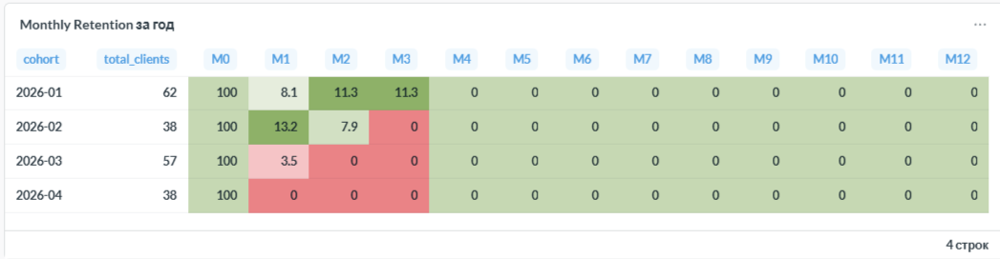 Monthly Retention за год ...
cohort total_clients M0 M1 M2 M3 M4 M5 M6 M7 M8 M9 M10 M11 M12
2026-01 62 100 8.1 11.3 11.3 0 0 0 0 0 0 0 0 0
2026-02 38 100 13.2 7.9 0 0 0 0 0 0 0 0 0 0
2026-03 57 100 3.5 0 0 0 0 0 0 0 0 0 0 0
2026-04 38 100 0 0 0 0 0 0 0 0 0 0 0 0
4 строк